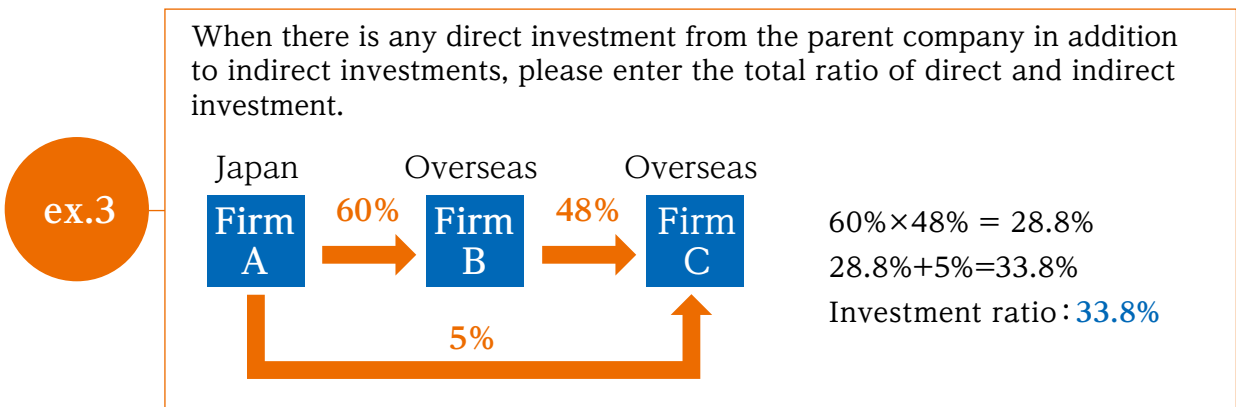 When there is any direct investment from the parent company in addition
to indirect investments, please enter the total ratio of direct and indirect
investment.
ex.3
Japan
Overseas
Overseas
Firm
A
60%
Firm
B
48%
Firm
C
5%
60%×48% = 28.8%
28.8%+5%=33.8%
Investment ratio：33.8%